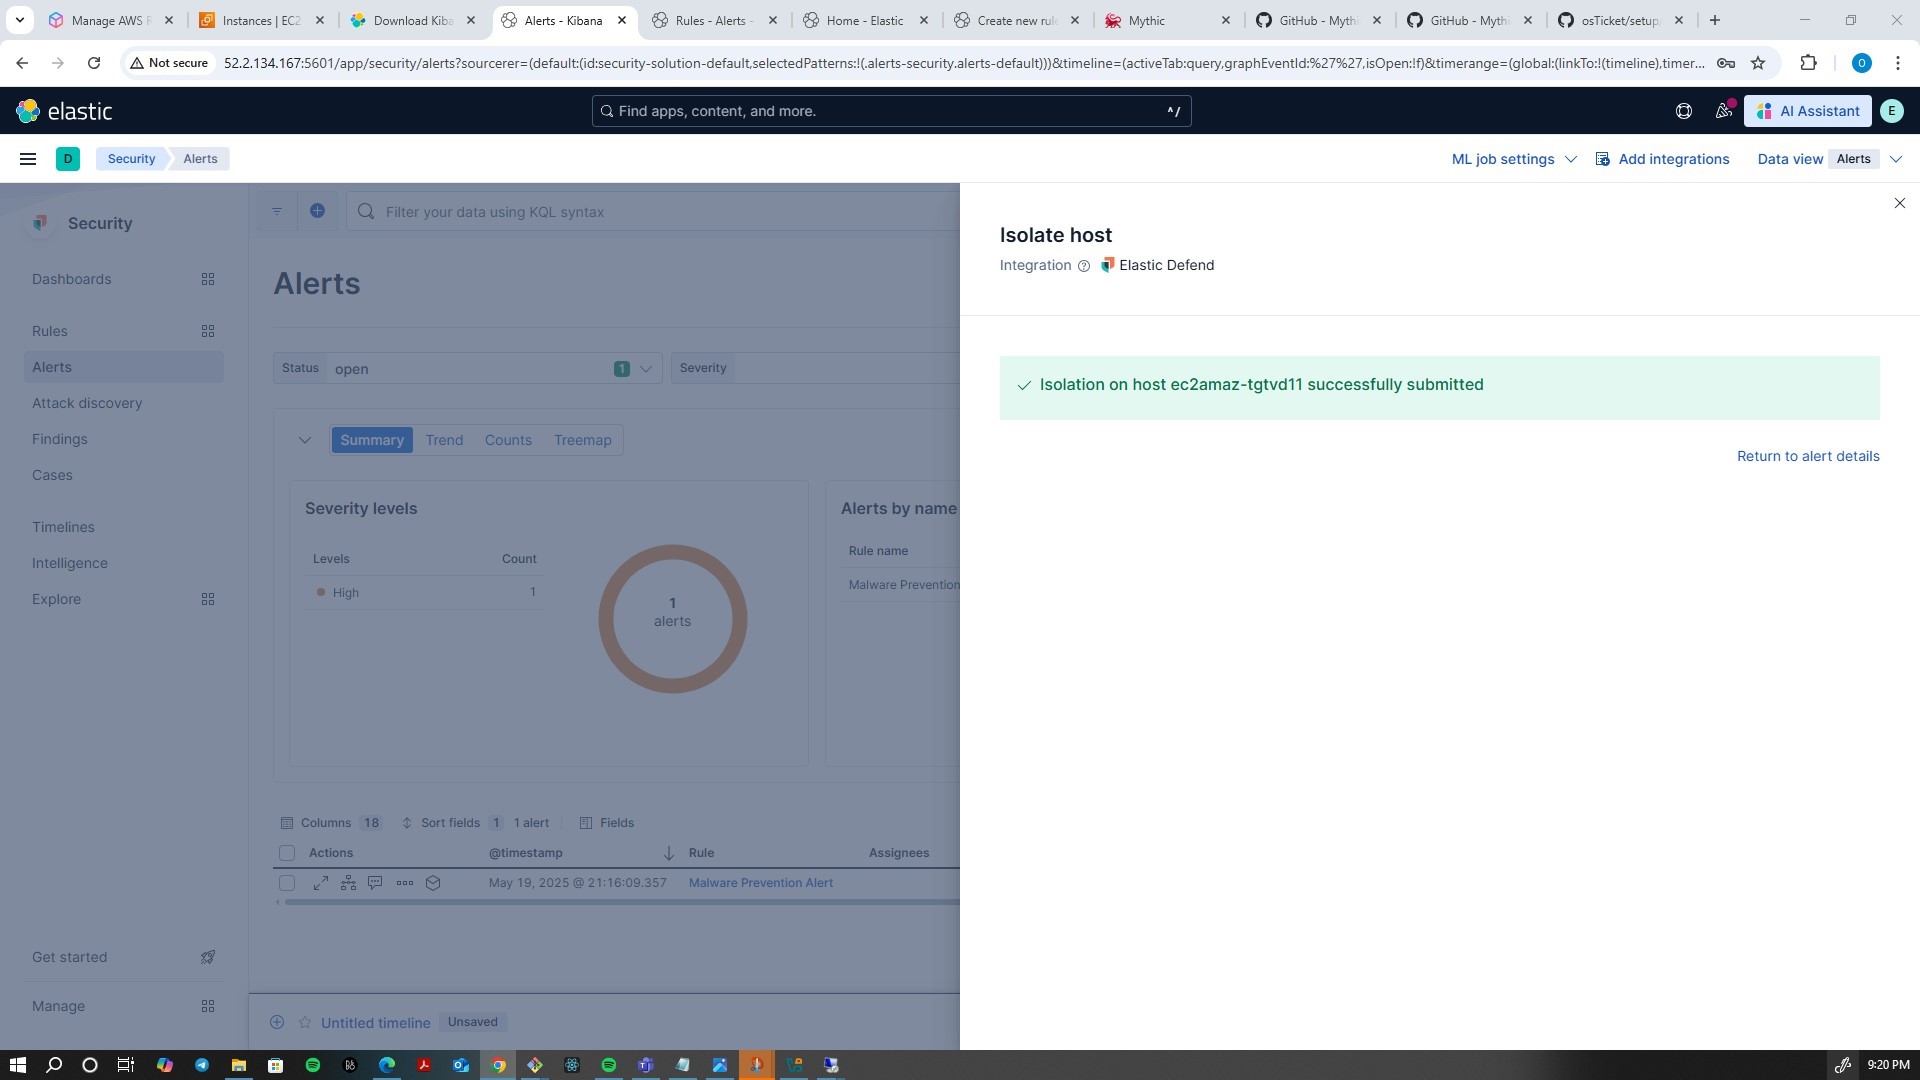 Manage AWS R
Instances | EC2
Download Kiba
Alerts - Kibana
Rules - Alerts -
Home - Elastic
Create new rule
Mythic
GitHub - Mythi
GitHub - Mythi
osTicket/setup
Not secure
52.2.134.167:5601/app/security/alerts?sourcerer=(default:(id:security-solution-default,selectedPatterns:!(.alerts-security.alerts-default)))&timeline=(activeTab:query,graphEventId:%27%27,isOpen:!f)&timerange=(global:(linkTo:!(timeline),timer...
O
elastic
Find apps, content, and more.
^/
AI Assistant
E
D
Security
Alerts
ML job settings
Add integrations
Data view
Alerts
Security
Dashboards
Rules
Alerts
Attack discovery
Findings
Cases
Timelines
Intelligence
Explore
Get started
Manage
Filter your data using KQL syntax
Alerts
Status
open
1
Severity
Summary
Trend
Counts
Treemap
Severity levels
Levels
Count
High
1
1
alerts
Alerts by name
Rule name
Malware Prevention
Columns
18
Sort fields
1
1 alert
Fields
Actions
@timestamp
Rule
Assignees
May 19, 2025 @ 21:16:09.357
Malware Prevention Alert
Untitled timeline
Unsaved
Isolate host
Integration
Elastic Defend
Isolation on host ec2amaz-tgtvd11 successfully submitted
Return to alert details
9:20 PM